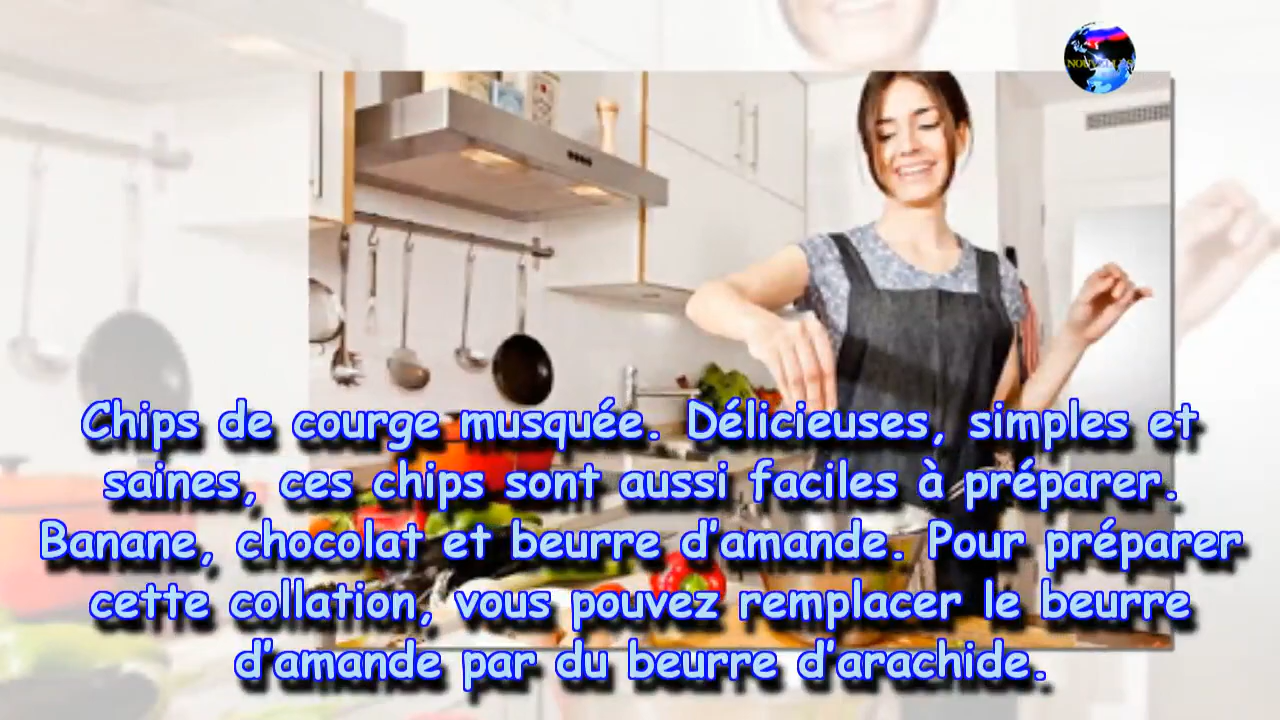 NOUVELLES
Chips de courge musquée. Délicieuses, simples et
saines, ces chips sont aussi faciles à préparer.
Banane, chocolat et beurre d'amande. Pour préparer
cette collation, vous pouvez remplacer le beurre
d'amande par du beurre d'arachide.